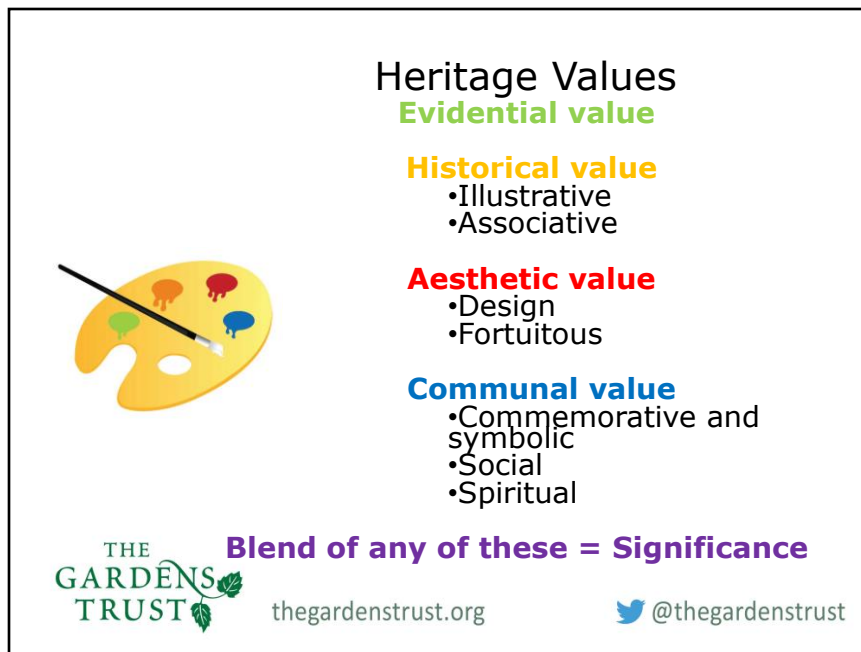 Heritage Values
Evidential value
Historical value
•Illustrative
•Associative
Aesthetic value
•Design
•Fortuitous
Communal value
•Commemorative and
symbolic
•Social
•Spiritual
Blend of any of these = Significance
THE
GARDENS
TRUST
thegardenstrust.org
@thegardenstrust